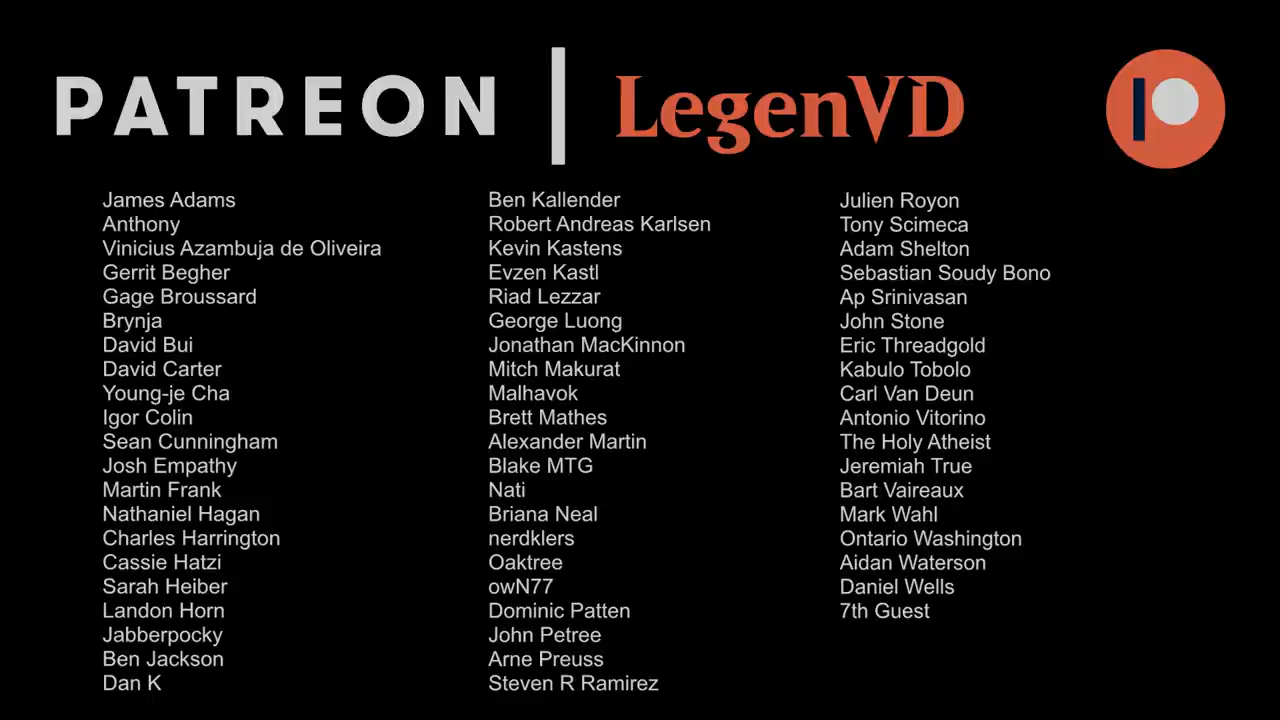 PATREON | LegenVD
James Adams
Anthony
Vinicius Azambuja de Oliveira
Gerrit Begher
Gage Broussard
Brynja
David Bui
David Carter
Young-je Cha
Igor Colin
Sean Cunningham
Josh Empathy
Martin Frank
Nathaniel Hagan
Charles Harrington
Cassie Hatzi
Sarah Heiber
Landon Horn
Jabberpocky
Ben Jackson
Dan K
Ben Kallender
Robert Andreas Karlsen
Kevin Kastens
Evzen Kastl
Riad Lezzar
George Luong
Jonathan MacKinnon
Mitch Makurat
Malhavok
Brett Mathes
Alexander Martin
Blake MTG
Nati
Briana Neal
nerdklers
Oaktree
owN77
Dominic Patten
John Petree
Arne Preuss
Steven R Ramirez
Julien Royon
Tony Scimeca
Adam Shelton
Sebastian Soudy Bono
Ap Srinivasan
John Stone
Eric Threadgold
Kabulo Tobolo
Carl Van Deun
Antonio Vitorino
The Holy Atheist
Jeremiah True
Bart Vaireaux
Mark Wahl
Ontario Washington
Aidan Waterson
Daniel Wells
7th Guest